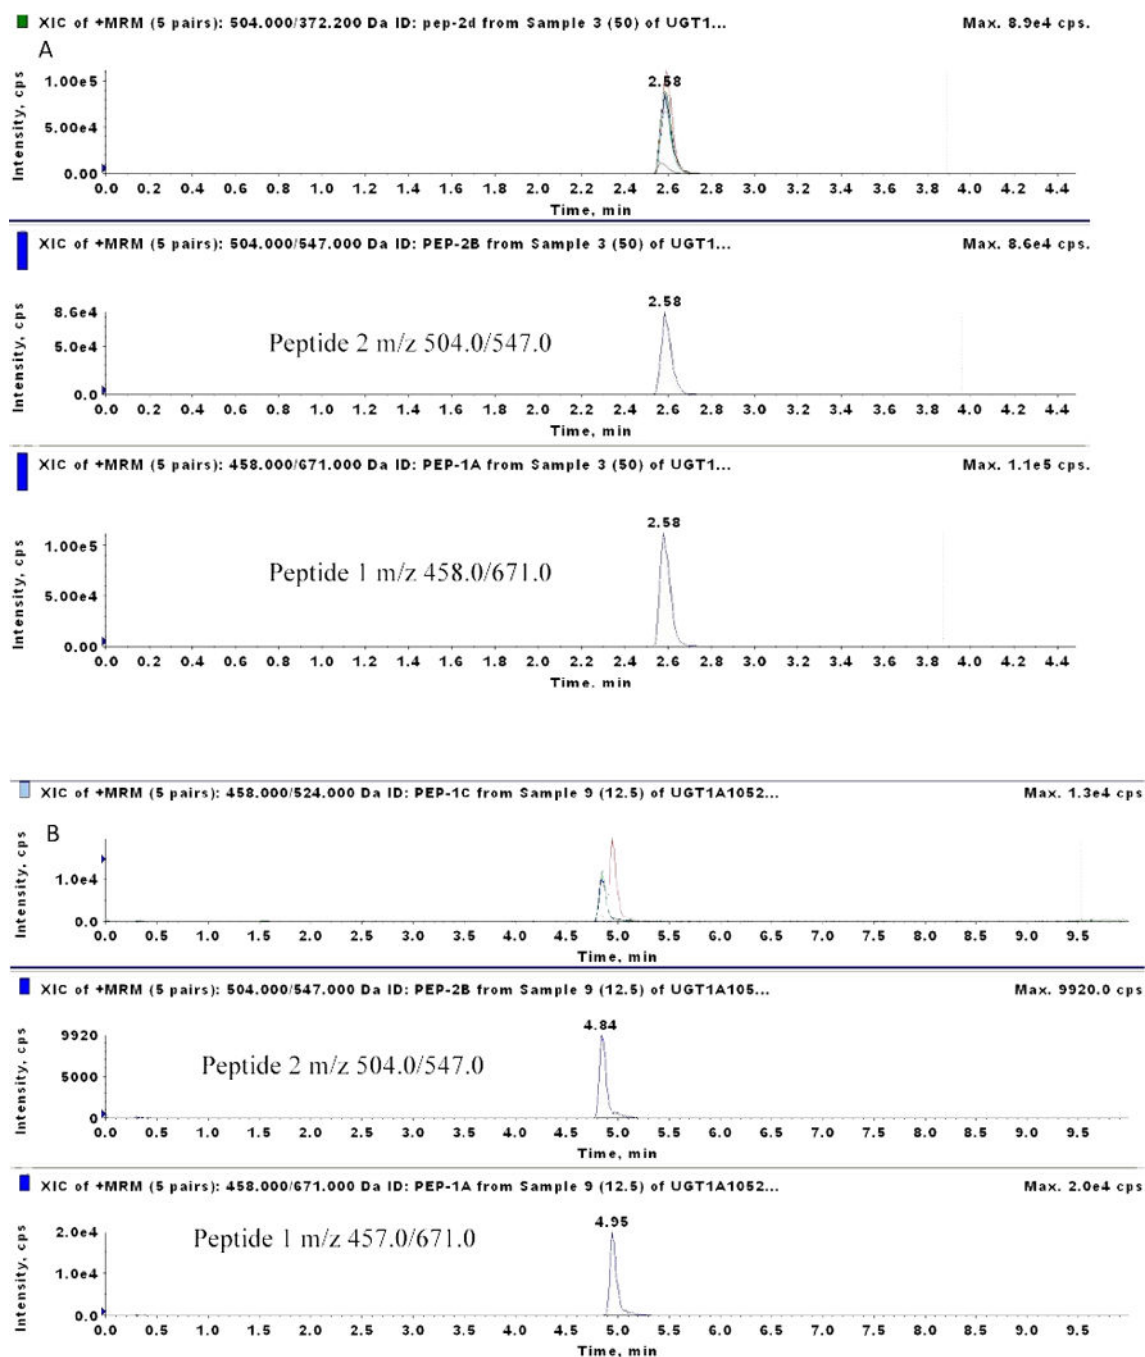 XIC of +MRM (5 pairs): 504.000/372.200 Da ID: pep-2d from Sample 3 (50) of UGT1... Max. 8.9e4 cps.
A
2.58
1.00e5
5.00e4
0.00
Intensity, cps
0.0 0.2 0.4 0.6 0.8 1.0 1.2 1.4 1.6 1.8 2.0 2.2 2.4 2.6 2.8 3.0 3.2 3.4 3.6 3.8 4.0 4.2 4.4
Time, min
XIC of +MRM (5 pairs): 504.000/547.000 Da ID: PEP-2B from Sample 3 (50) of UGT1... Max. 8.6e4 cps.
2.58
8.6e4
5.0e4
0.0
Intensity, cps
Peptide 2 m/z 504.0/547.0
0.0 0.2 0.4 0.6 0.8 1.0 1.2 1.4 1.6 1.8 2.0 2.2 2.4 2.6 2.8 3.0 3.2 3.4 3.6 3.8 4.0 4.2 4.4
Time, min
XIC of +MRM (5 pairs): 458.000/671.000 Da ID: PEP-1A from Sample 3 (50) of UGT1... Max. 1.1e5 cps.
2.58
1.00e5
5.00e4
0.00
Intensity, cps
Peptide 1 m/z 458.0/671.0
0.0 0.2 0.4 0.6 0.8 1.0 1.2 1.4 1.6 1.8 2.0 2.2 2.4 2.6 2.8 3.0 3.2 3.4 3.6 3.8 4.0 4.2 4.4
Time, min
XIC of +MRM (5 pairs): 458.000/524.000 Da ID: PEP-1C from Sample 9 (12.5) of UGT1A1052... Max. 1.3e4 cps
B
1.0e4
0.0
Intensity, cps
0.0 0.5 1.0 1.5 2.0 2.5 3.0 3.5 4.0 4.5 5.0 5.5 6.0 6.5 7.0 7.5 8.0 8.5 9.0 9.5
Time, min
XIC of +MRM (5 pairs): 504.000/547.000 Da ID: PEP-2B from Sample 9 (12.5) of UGT1A105... Max. 9920.0 cps
4.84
9920
5000
0
Intensity, cps
Peptide 2 m/z 504.0/547.0
0.0 0.5 1.0 1.5 2.0 2.5 3.0 3.5 4.0 4.5 5.0 5.5 6.0 6.5 7.0 7.5 8.0 8.5 9.0 9.5
Time, min
XIC of +MRM (5 pairs): 458.000/671.000 Da ID: PEP-1A from Sample 9 (12.5) of UGT1A1052... Max. 2.0e4 cps
4.95
2.0e4
1.0e4
0.0
Intensity, cps
Peptide 1 m/z 457.0/671.0
0.0 0.5 1.0 1.5 2.0 2.5 3.0 3.5 4.0 4.5 5.0 5.5 6.0 6.5 7.0 7.5 8.0 8.5 9.0 9.5
Time, min